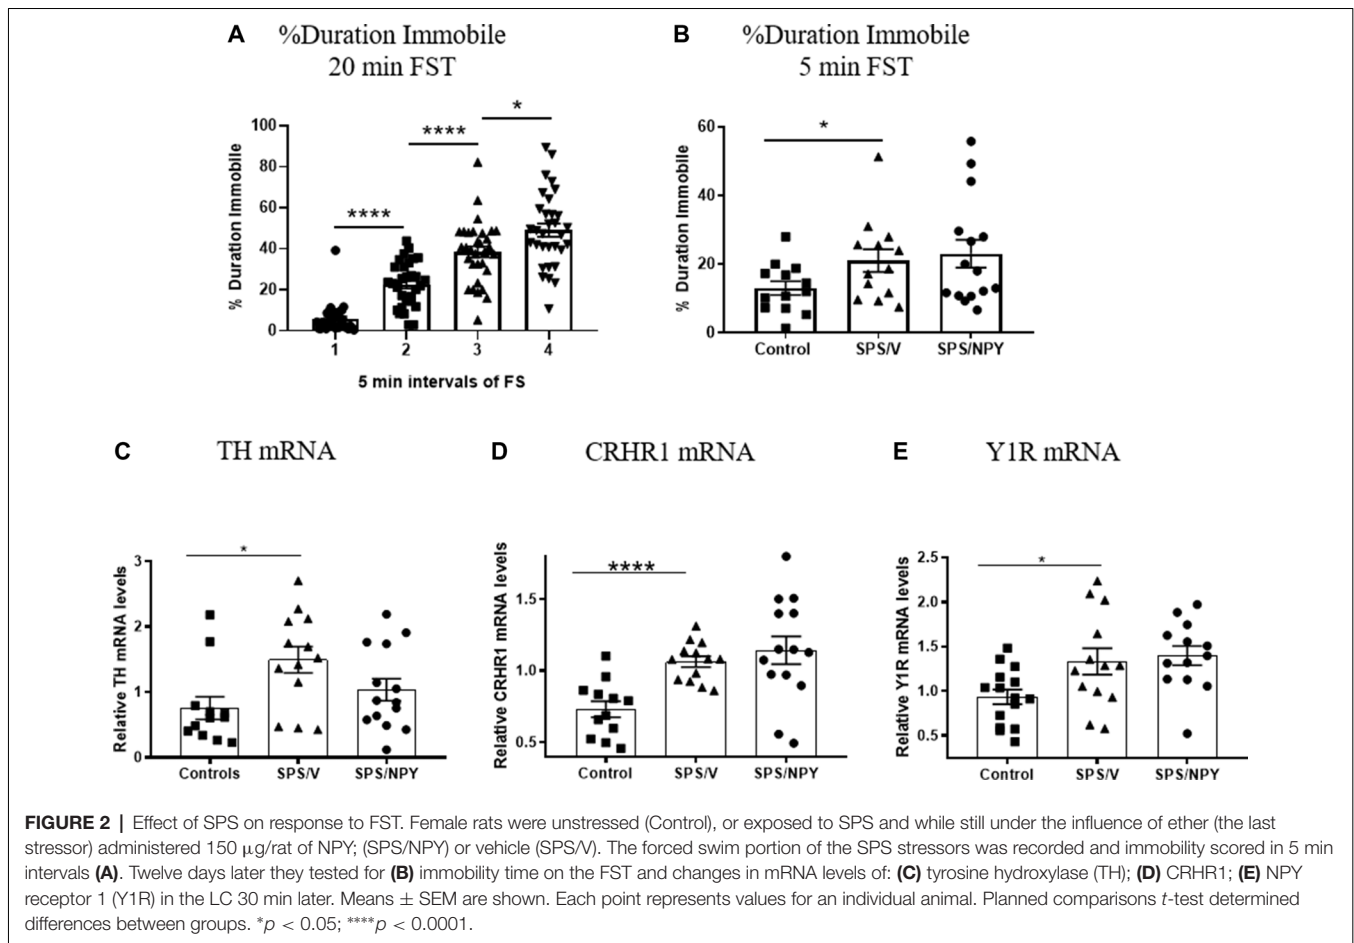 A %Duration Immobile
20 min FST
B %Duration Immobile
5 min FST
% Duration Immobile
100
80
60
40
20
0
****
****
*
1 2 3 4
5 min intervals of FS
% Duration Immobile
60
40
20
0
*
Control SPS/V SPS/NPY
C TH mRNA
D CRHR1 mRNA
E Y1R mRNA
Relative TH mRNA levels
3
2
1
0
*
Controls SPS/V SPS/NPY
Relative CRHR1 mRNA levels
1.5
1.0
0.5
****
Control SPS/V SPS/NPY
Relative Y1R mRNA levels
2.5
2.0
1.5
1.0
0.5
*
Control SPS/V SPS/NPY
FIGURE 2 | Effect of SPS on response to FST. Female rats were unstressed (Control), or exposed to SPS and while still under the influence of ether (the last
stressor) administered 150 μg/rat of NPY; (SPS/NPY) or vehicle (SPS/V). The forced swim portion of the SPS stressors was recorded and immobility scored in 5 min
intervals (A). Twelve days later they tested for (B) immobility time on the FST and changes in mRNA levels of: (C) tyrosine hydroxylase (TH); (D) CRHR1; (E) NPY
receptor 1 (Y1R) in the LC 30 min later. Means ± SEM are shown. Each point represents values for an individual animal. Planned comparisons t-test determined
differences between groups. *p < 0.05; ****p < 0.0001.